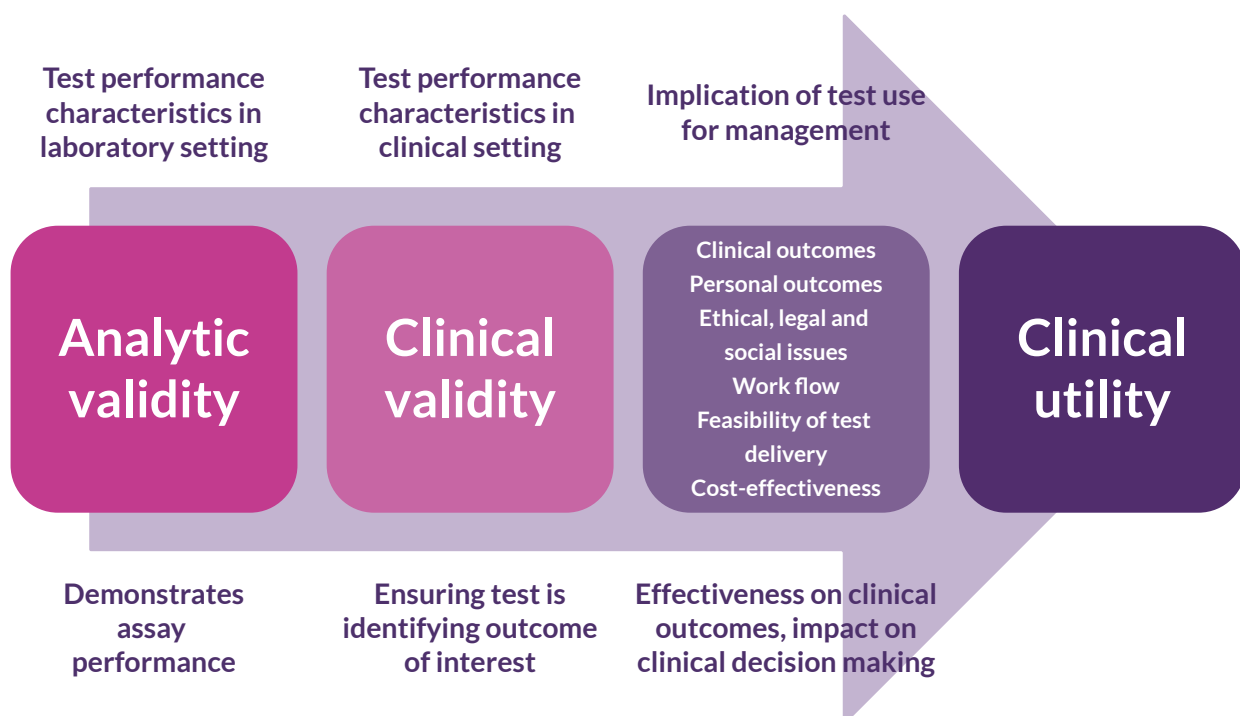 Test performance
characteristics in
laboratory setting
Test performance
characteristics in
clinical setting
Implication of test use
for management
Analytic
validity
Clinical
validity
Clinical outcomes
Personal outcomes
Ethical, legal and
social issues
Work flow
Feasibility of test
delivery
Cost-effectiveness
Clinical
utility
Demonstrates
assay
performance
Ensuring test is
identifying outcome
of interest
Effectiveness on clinical
outcomes, impact on
clinical decision making